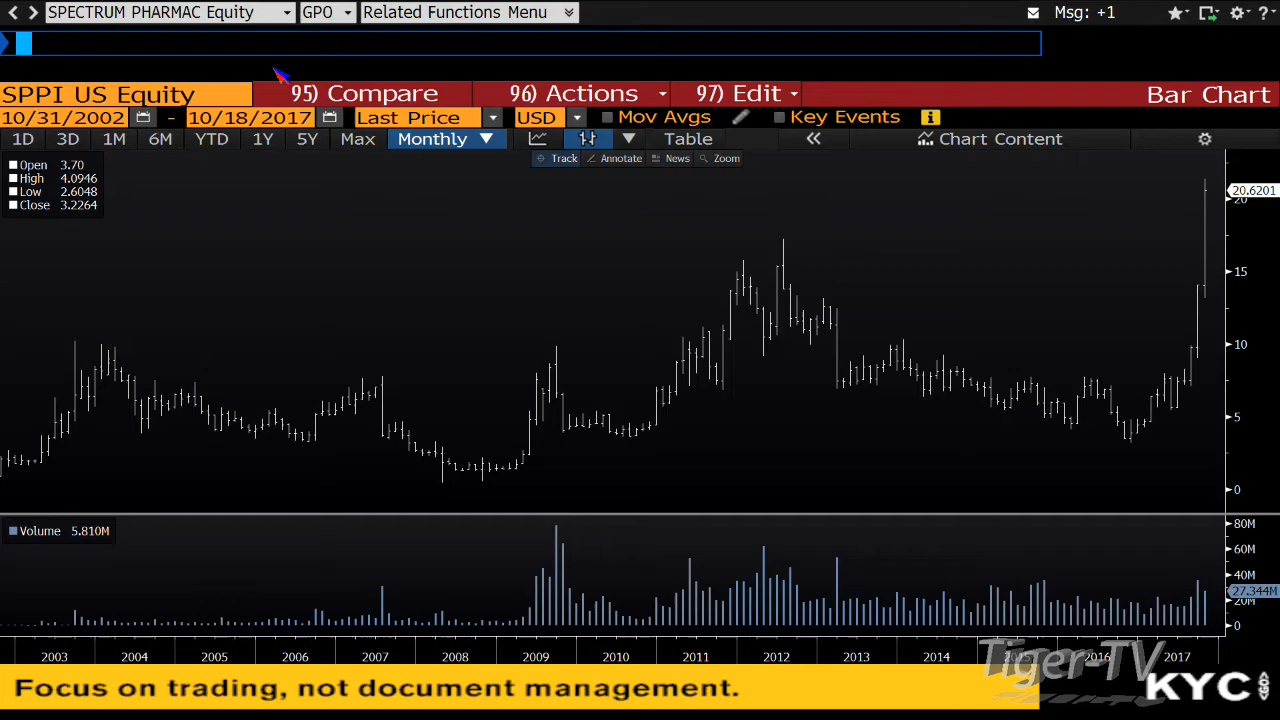 SPECTRUM PHARMAC Equity GPO Related Functions Menu Msg: +1
SPPI US Equity 95) Compare 96) Actions 97) Edit Bar Chart
10/31/2002 - 10/18/2017 Last Price USD Mov Avgs Key Events
1D 3D 1M 6M YTD 1Y 5Y Max Monthly Table Chart Content
Track Annotate News Zoom
Open 3.70
High 4.0946
Low 2.6048
Close 3.2264
20.6201
20
15
10
5
0
Volume 5.810M
80M
60M
40M
27.344M
20M
0
2003 2004 2005 2006 2007 2008 2009 2010 2011 2012 2013 2014 2015 2016 2017
Tiger-TV
Focus on trading, not document management.
KYC